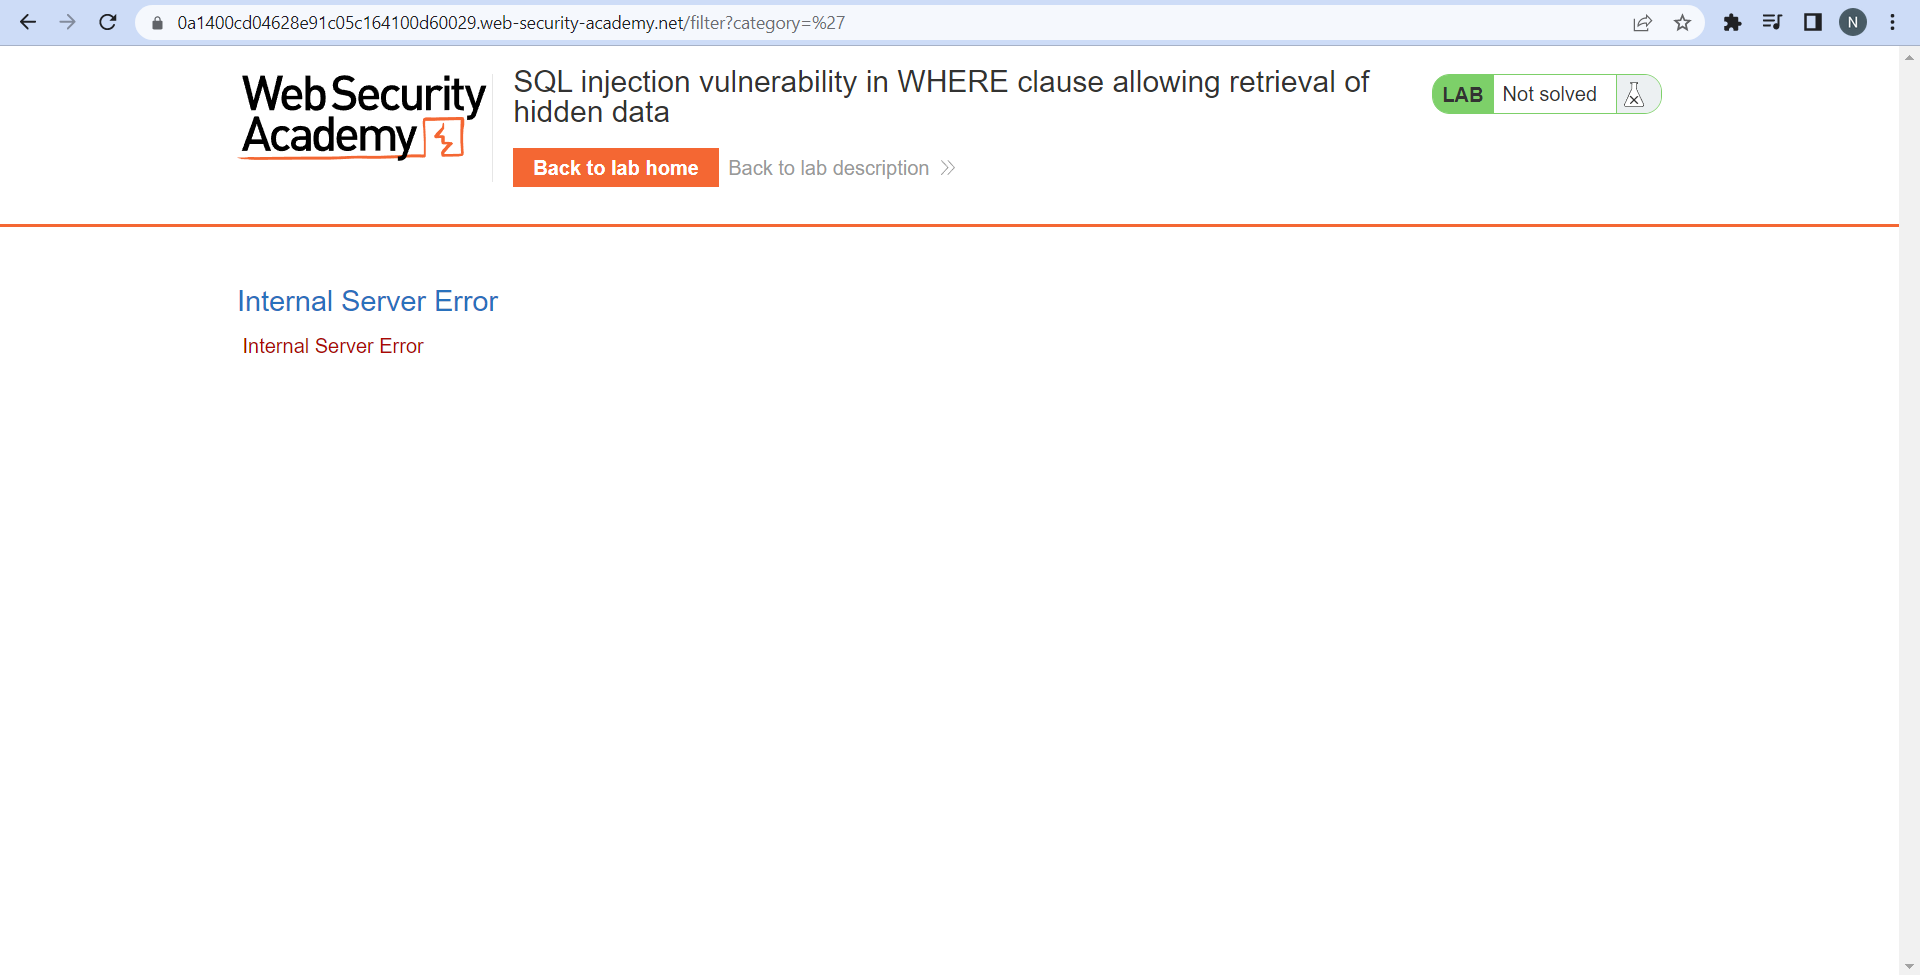 0a1400cd04628e91c05c164100d60029.web-security-academy.net/filter?category=%27
N
Web Security
Academy
SQL injection vulnerability in WHERE clause allowing retrieval of
hidden data
Back to lab home
Back to lab description
LAB
Not solved
Internal Server Error
Internal Server Error